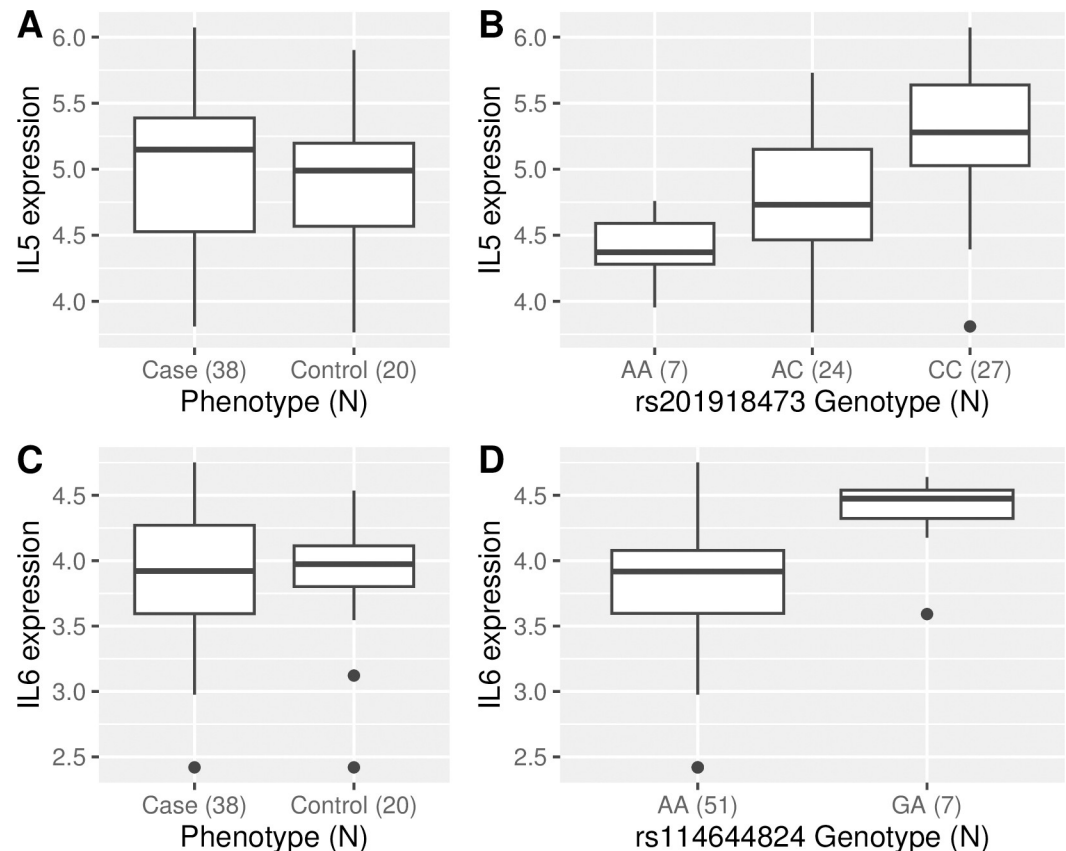 A
IL5 expression
6.0
5.5
5.0
4.5
4.0
Case (38) Control (20)
Phenotype (N)
B
IL5 expression
6.0
5.5
5.0
4.5
4.0
AA (7) AC (24) CC (27)
rs201918473 Genotype (N)
C
IL6 expression
4.5
4.0
3.5
3.0
2.5
Case (38) Control (20)
Phenotype (N)
D
IL6 expression
4.5
4.0
3.5
3.0
2.5
AA (51) GA (7)
rs114644824 Genotype (N)